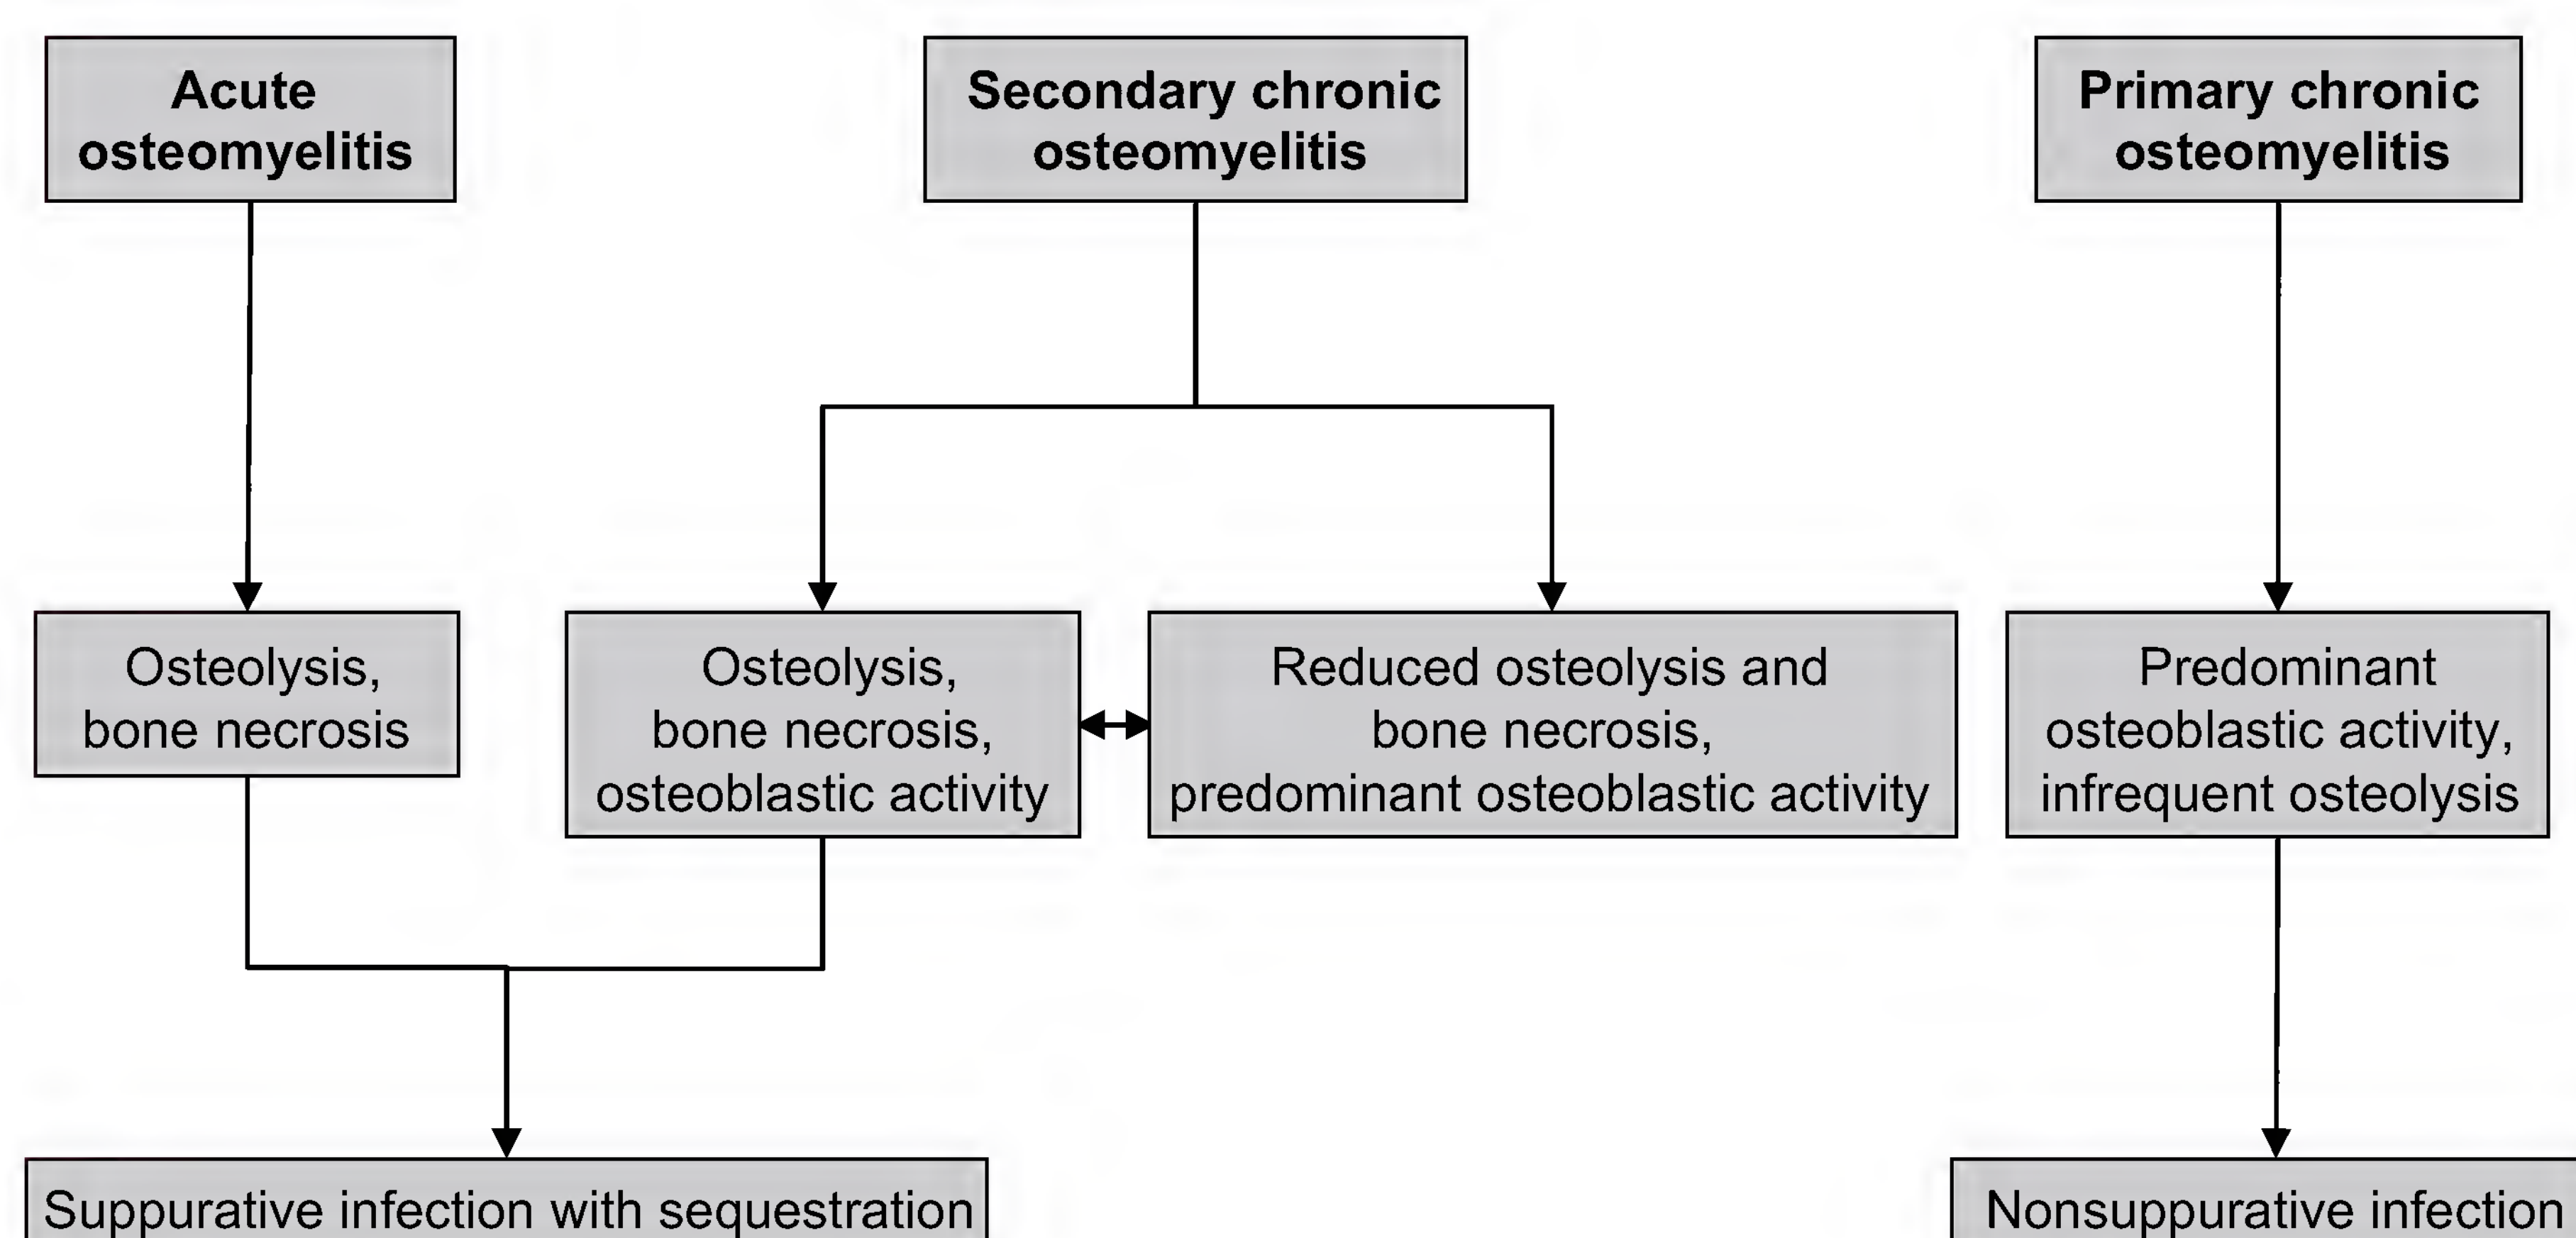 Acute
osteomyelitis
Secondary chronic
osteomyelitis
Primary chronic
osteomyelitis
Osteolysis,
bone necrosis
Osteolysis,
bone necrosis,
osteoblastic activity
Reduced osteolysis and
bone necrosis,
predominant osteoblastic activity
Predominant
osteoblastic activity,
infrequent osteolysis
Suppurative infection with sequestration
Nonsuppurative infection